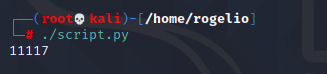 ┌──(root💀kali)-[/home/rogelio]
└─# ./script.py
11117